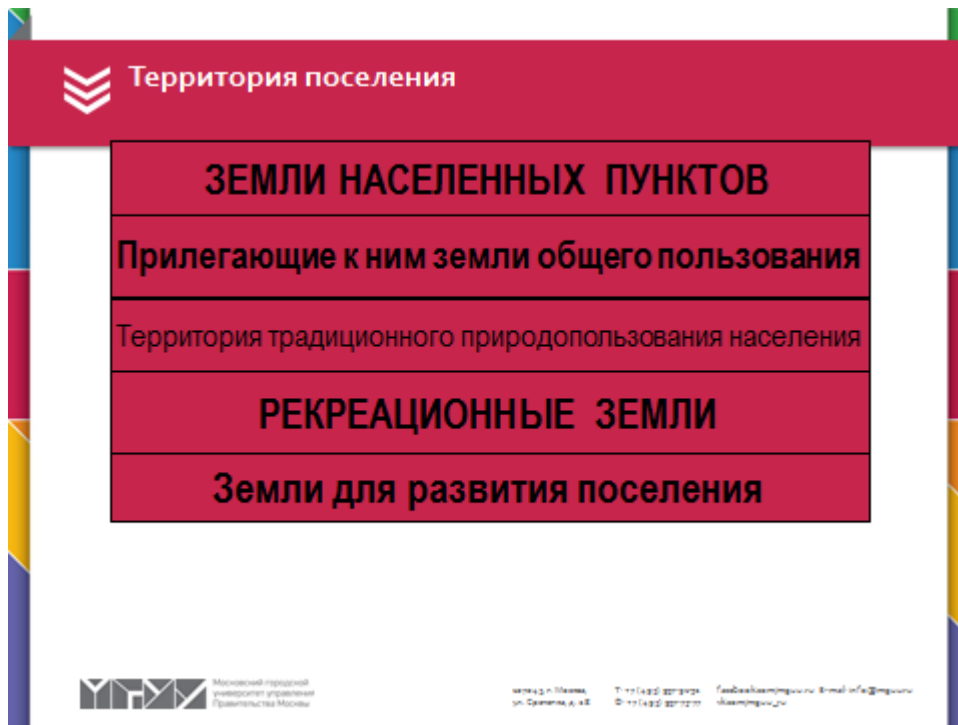 Территория поселения
ЗЕМЛИ НАСЕЛЕННЫХ ПУНКТОВ
Прилегающие к ним земли общего пользования
Территория традиционного природопользования населения
РЕКРЕАЦИОННЫЕ ЗЕМЛИ
Земли для развития поселения
Московский городской
университет управления
Правительства Москвы